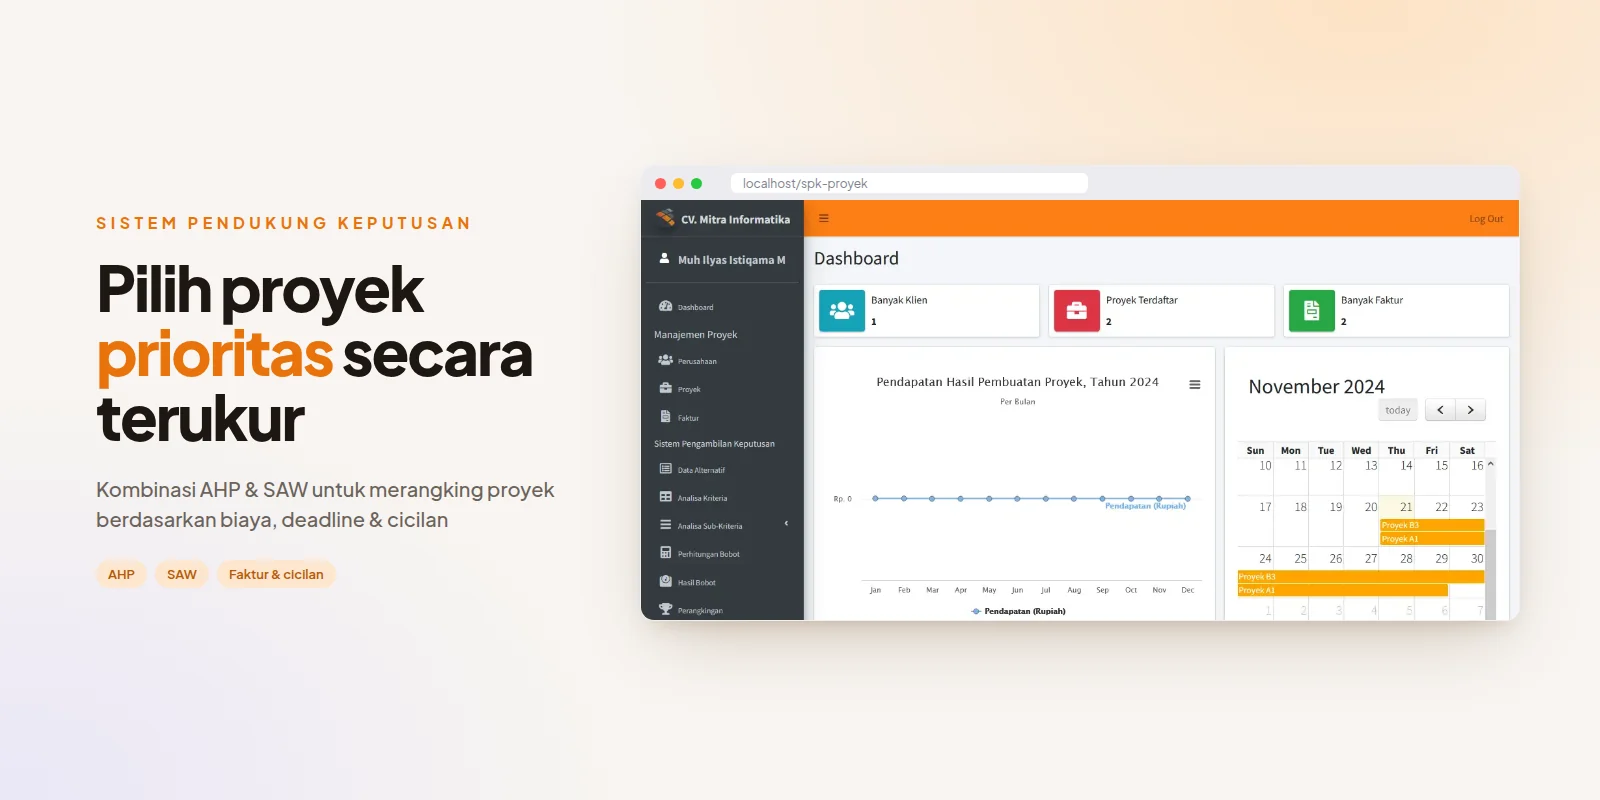 SISTEM PENDUKUNG KEPUTUSAN
Pilih proyek
prioritas secara
terukur
Kombinasi AHP & SAW untuk merangking proyek
berdasarkan biaya, deadline & cicilan
AHP SAW Faktur & cicilan
localhost/spk-proyek
CV. Mitra Informatika
Log Out
Muh Ilyas Istiqama M
Dashboard
Manajemen Proyek
Perusahaan
Proyek
Faktur
Sistem Pengambilan Keputusan
Data Alternatif
Analisa Kriteria
Analisa Sub-Kriteria
Perhitungan Bobot
Hasil Bobot
Perangkingan
Dashboard
Banyak Klien
1
Proyek Terdaftar
2
Banyak Faktur
2
Pendapatan Hasil Pembuatan Proyek, Tahun 2024
Per Bulan
Rp. 0
Pendapatan (Rupiah)
Jan Feb Mar Apr May Jun Jul Aug Sep Oct Nov Dec
Pendapatan (Rupiah)
November 2024
today
Sun Mon Tue Wed Thu Fri Sat
10 11 12 13 14 15 16
17 18 19 20 21 22 23
Proyek B3
Proyek A1
24 25 26 27 28 29 30
Proyek B3
Proyek A1
1 2 3 4 5 6 7